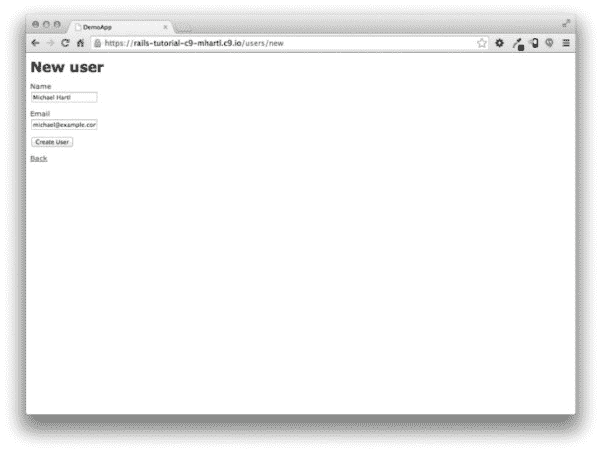 DemoApp
https://rails-tutorial-c9-mhartl.c9.io/users/new
New user
Name
Michael Hartl
Email
michael@example.com
Create User
Back